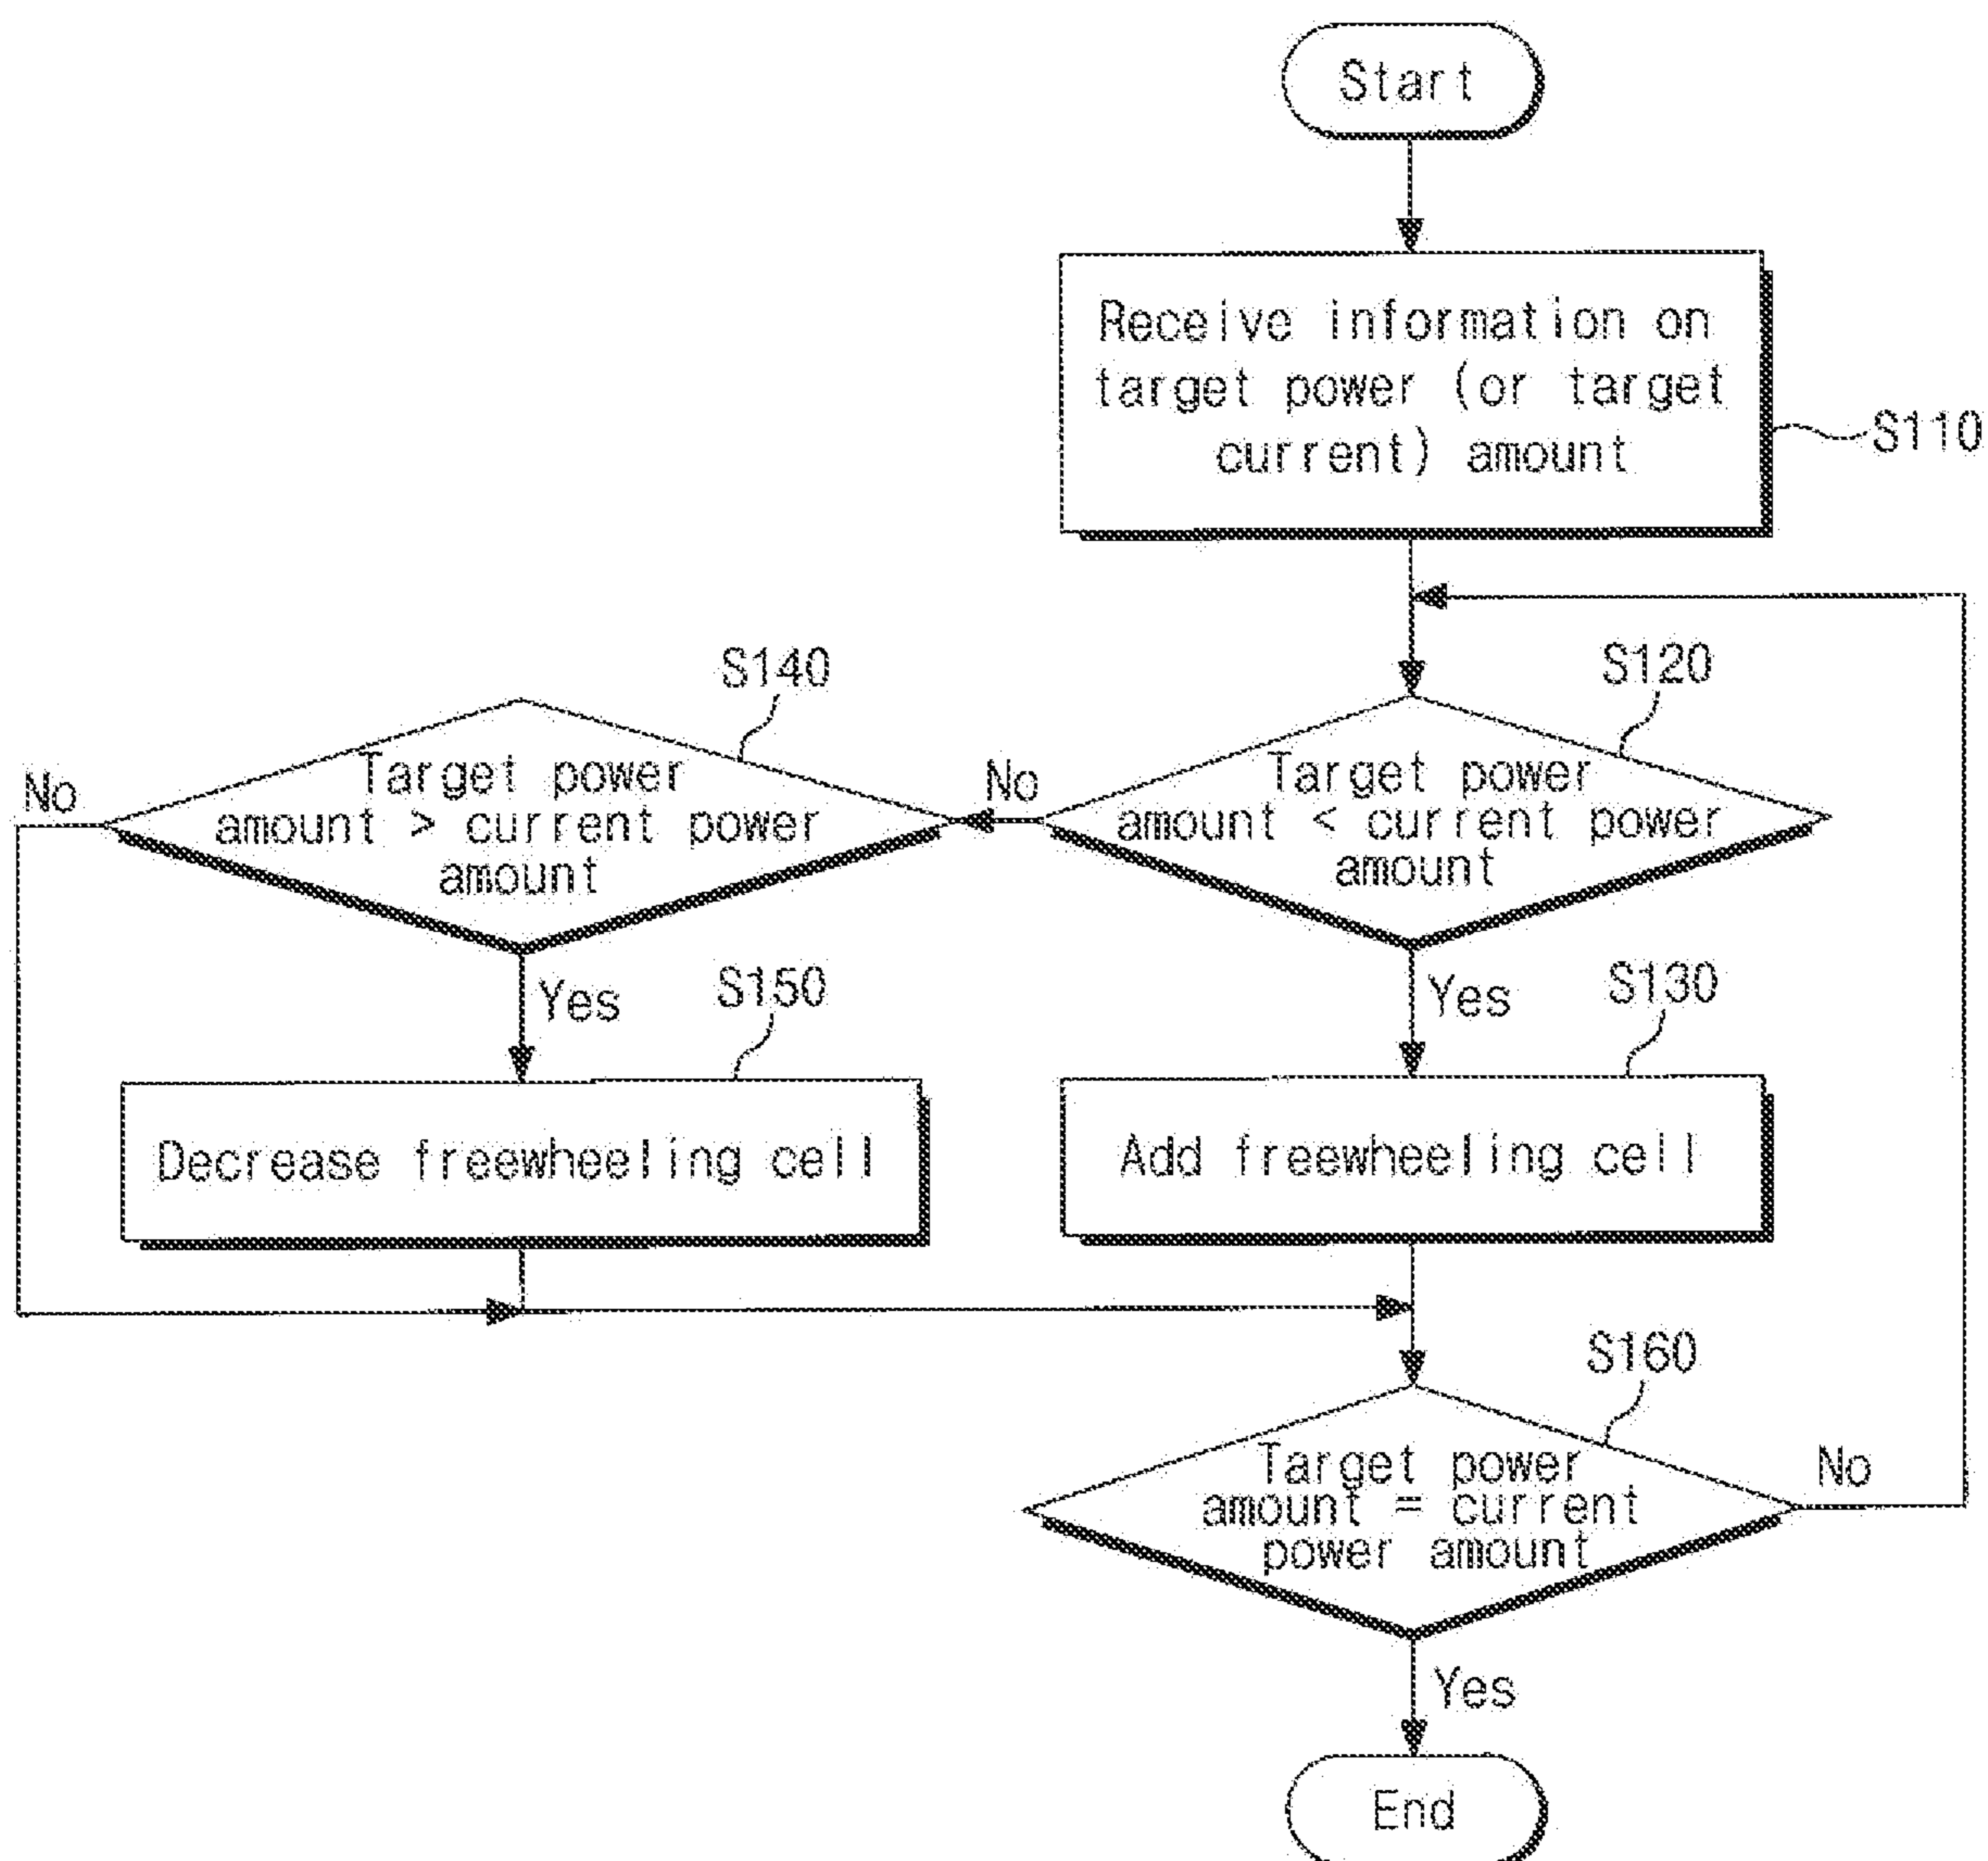 Start
Receive information on
target power (or target
current) amount
S110
S120
Target power
amount < current power
amount
No
Yes
S130
Add freewheeling cell
S140
Target power
amount > current power
amount
No
Yes
S150
Decrease freewheeling cell
S160
Target power
amount = current
power amount
No
Yes
End